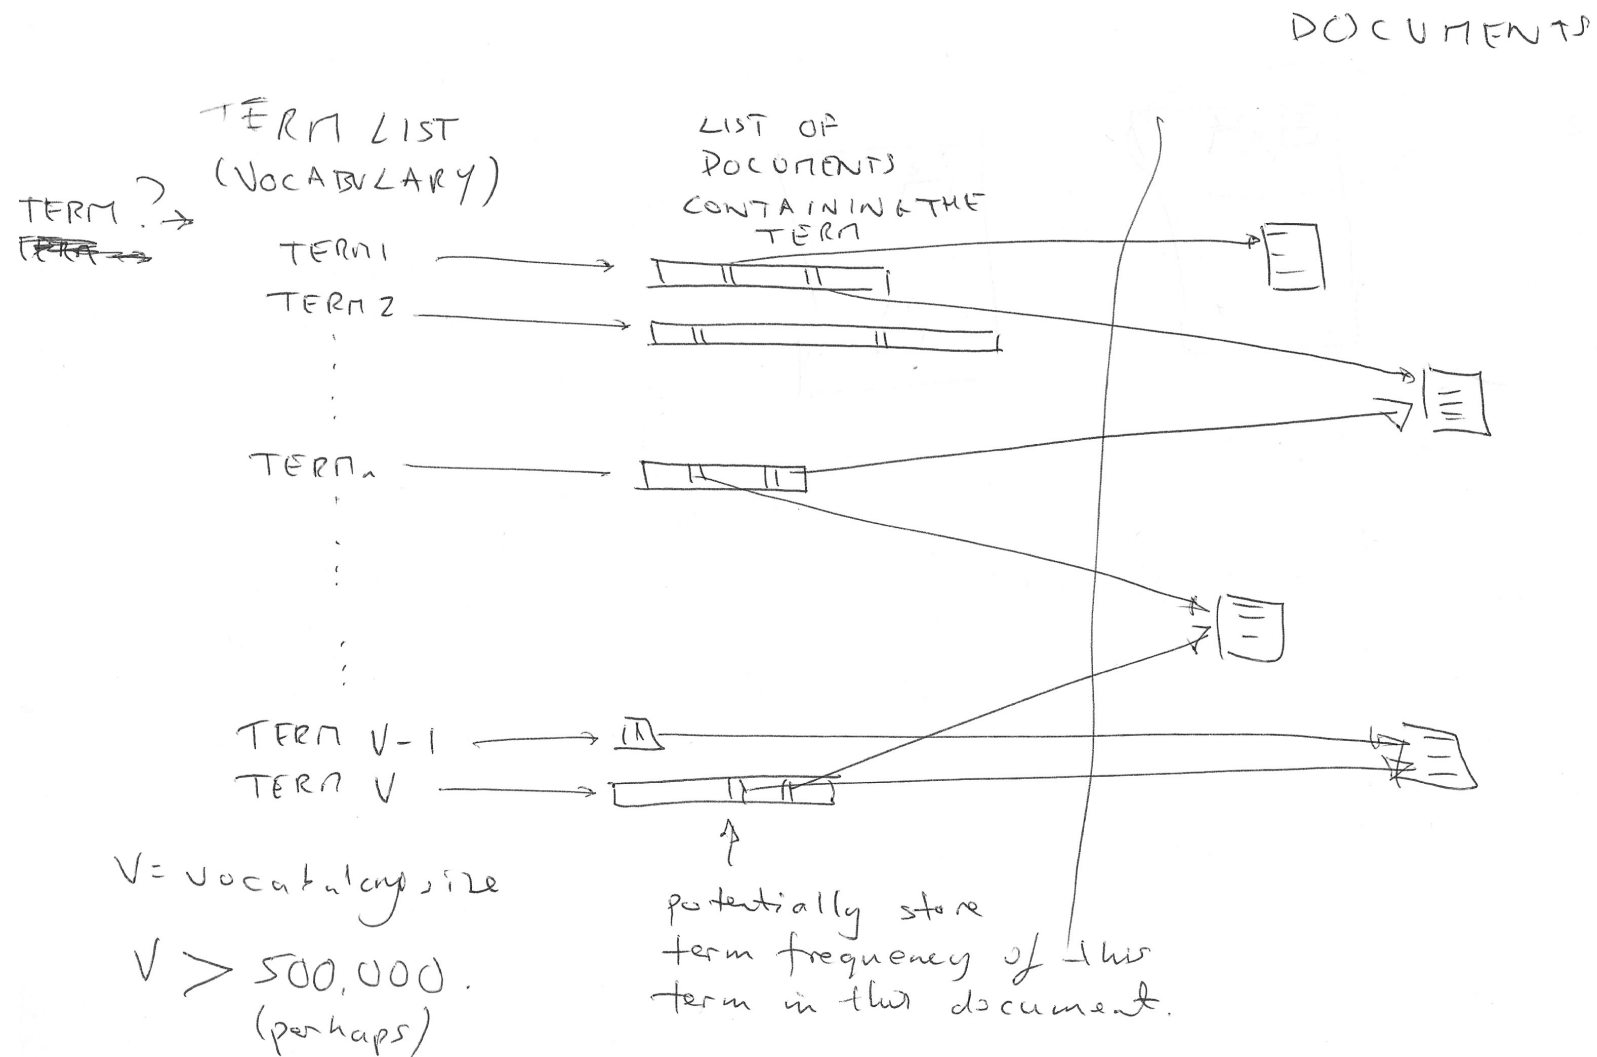 DOCUMENTS
TERM LIST
(VOCABULARY)
TERM ?
TERM
LIST OF
DOCUMENTS
CONTAINING THE
TERM
TERM 1
TERM 2
TERM n
TERM V-1
TERM V
V = vocabulary size
V > 500,000.
(perhaps)
potentially store
term frequency of this
term in this document.